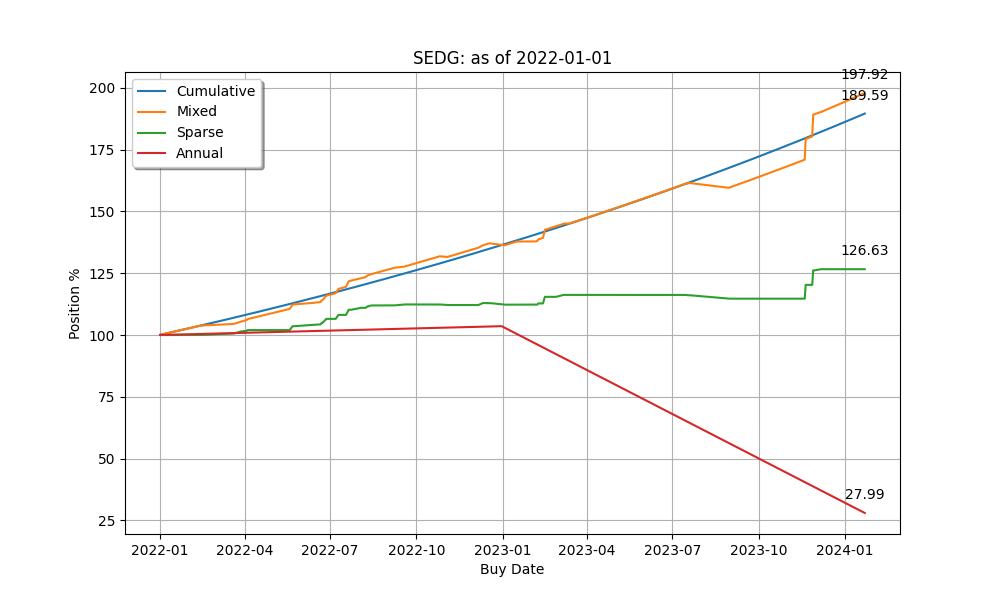 SEDG: as of 2022-01-01
Cumulative
Mixed
Sparse
Annual
197.92
189.59
126.63
27.99
Position %
200
175
150
125
100
75
50
25
2022-01 2022-04 2022-07 2022-10 2023-01 2023-04 2023-07 2023-10 2024-01
Buy Date